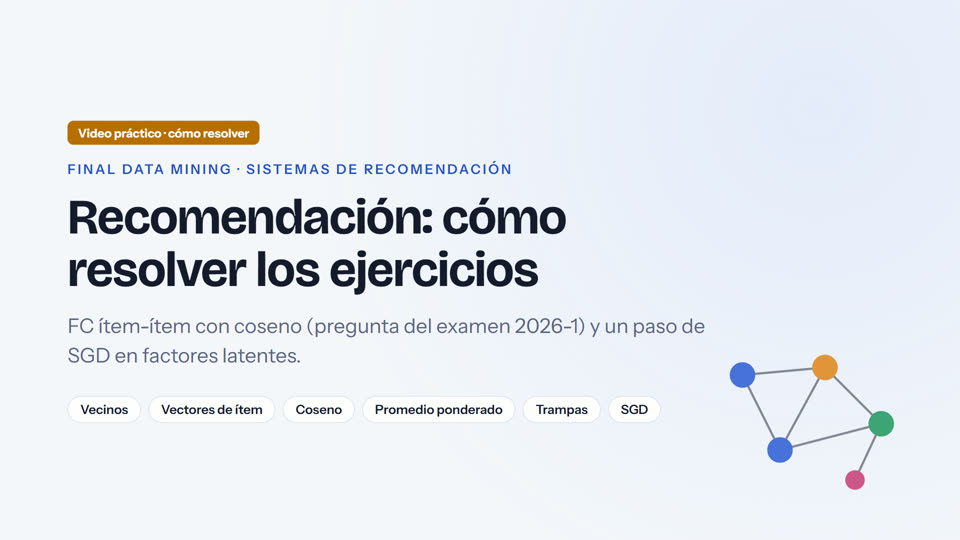 Video práctico · cómo resolver
FINAL DATA MINING · SISTEMAS DE RECOMENDACIÓN
Recomendación: cómo
resolver los ejercicios
FC ítem-ítem con coseno (pregunta del examen 2026-1) y un paso de
SGD en factores latentes.
Vecinos
Vectores de ítem
Coseno
Promedio ponderado
Trampas
SGD